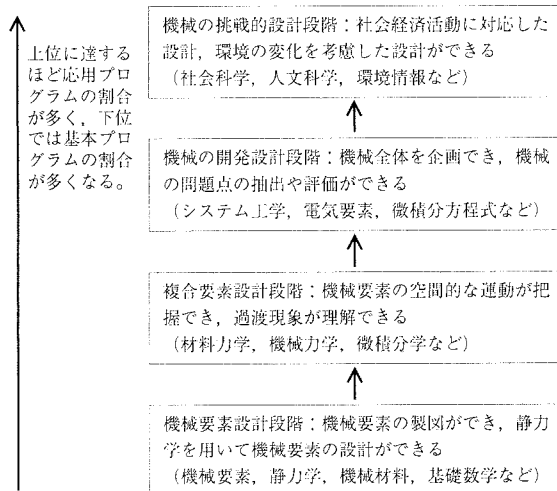 上位に達する
ほど応用プロ
グラムの割合
が多く，下位
では基本プロ
グラムの割合
が多くなる。
機械の挑戦的設計段階：社会経済活動に対応した
設計，環境の変化を考慮した設計ができる
（社会科学，人文科学，環境情報など）
機械の開発設計段階：機械全体を企画でき，機械
の問題点の抽出や評価ができる
（システム工学，電気要素，微積分方程式など）
複合要素設計段階：機械要素の空間的な運動が把
握でき，過渡現象が理解できる
（材料力学，機械力学，微積分学など）
機械要素設計段階：機械要素の製図ができ，静力
学を用いて機械要素の設計ができる
（機械要素，静力学，機械材料，基礎数学など）